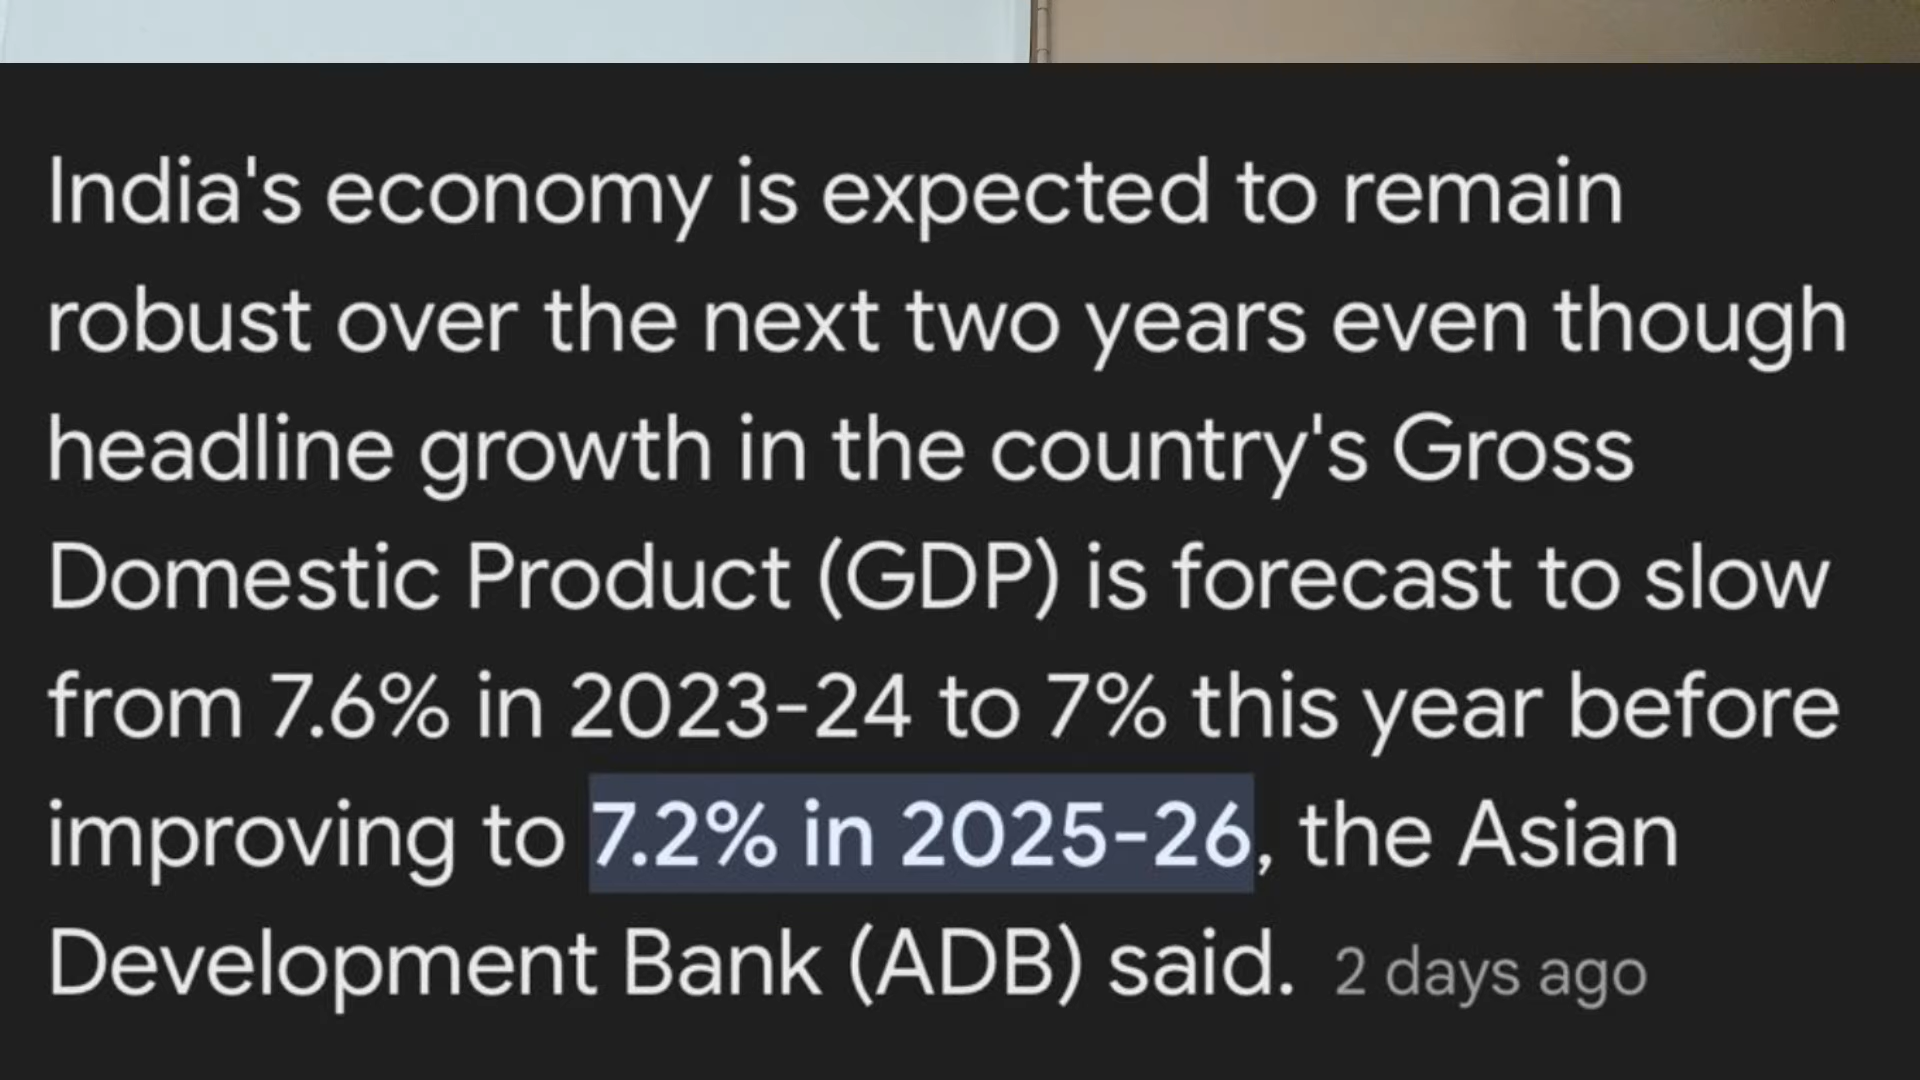 India's economy is expected to remain
robust over the next two years even though
headline growth in the country's Gross
Domestic Product (GDP) is forecast to slow
from 7.6% in 2023-24 to 7% this year before
improving to 7.2% in 2025-26, the Asian
Development Bank (ADB) said. 2 days ago